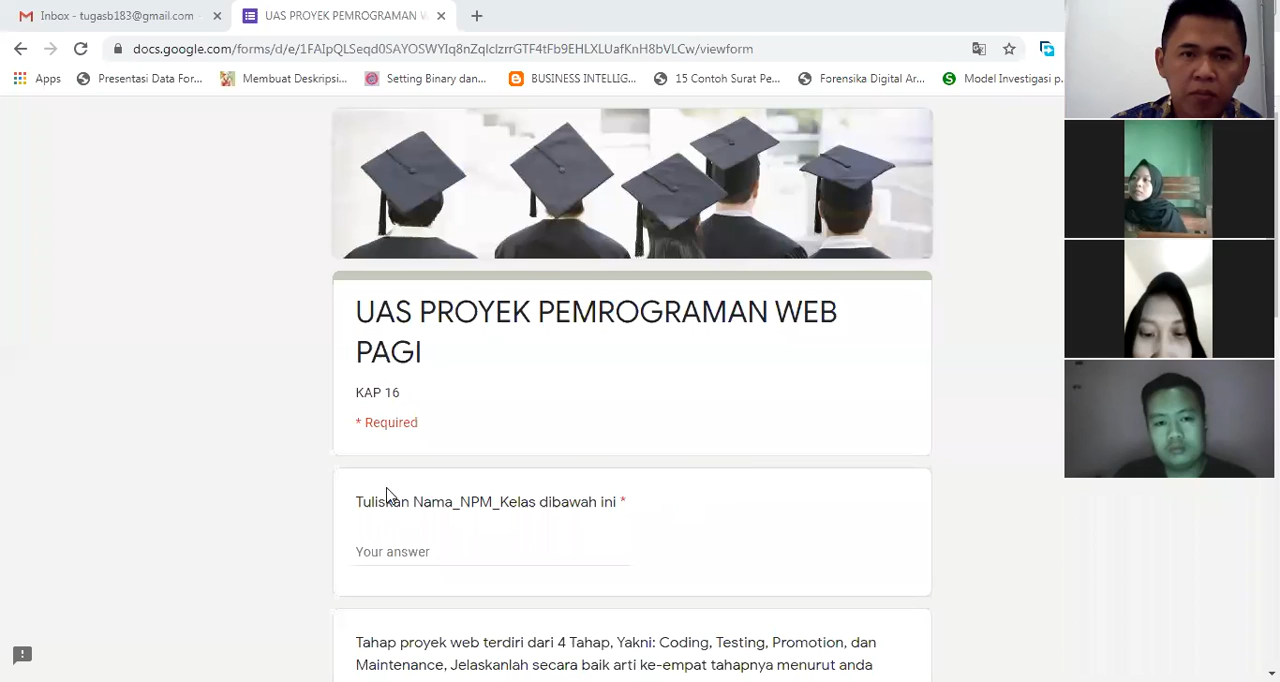 Inbox - tugasb183@gmail.com
UAS PROYEK PEMROGRAMAN W
docs.google.com/forms/d/e/1FAIpQLSeqd0SAYOSWYIq8nZqIclzrrGTF4tFb9EHLXLUafKnH8bVLCw/viewform
Apps
Presentasi Data For...
Membuat Deskripsi...
Setting Binary dan...
BUSINESS INTELLIG...
15 Contoh Surat Pe...
Forensika Digital Ar...
Model Investigasi p.
UAS PROYEK PEMROGRAMAN WEB
PAGI
KAP 16
* Required
Tuliskan Nama_NPM_Kelas dibawah ini *
Your answer
Tahap proyek web terdiri dari 4 Tahap, Yakni: Coding, Testing, Promotion, dan
Maintenance, Jelaskanlah secara baik arti ke-empat tahapnya menurut anda